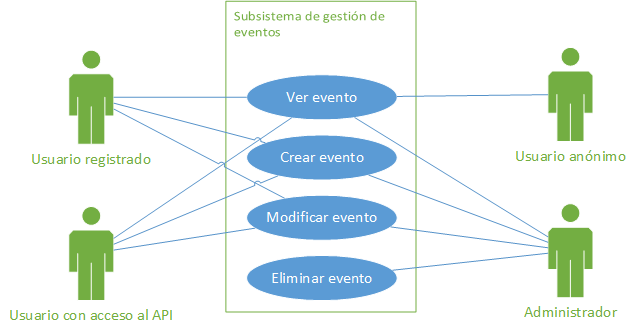 Subsistema de gestión de
eventos
Ver evento
Crear evento
Modificar evento
Eliminar evento
Usuario registrado
Usuario anónimo
Usuario con acceso al API
Administrador